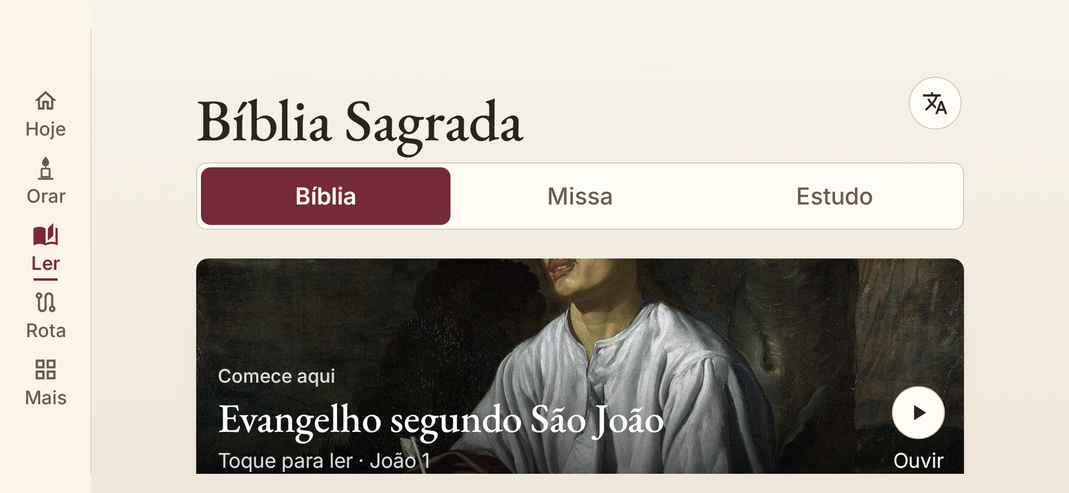 Hoje
Orar
Ler
Rota
Mais
Bíblia Sagrada
Bíblia
Missa
Estudo
Comece aqui
Evangelho segundo São João
Toque para ler · João 1
Ouvir